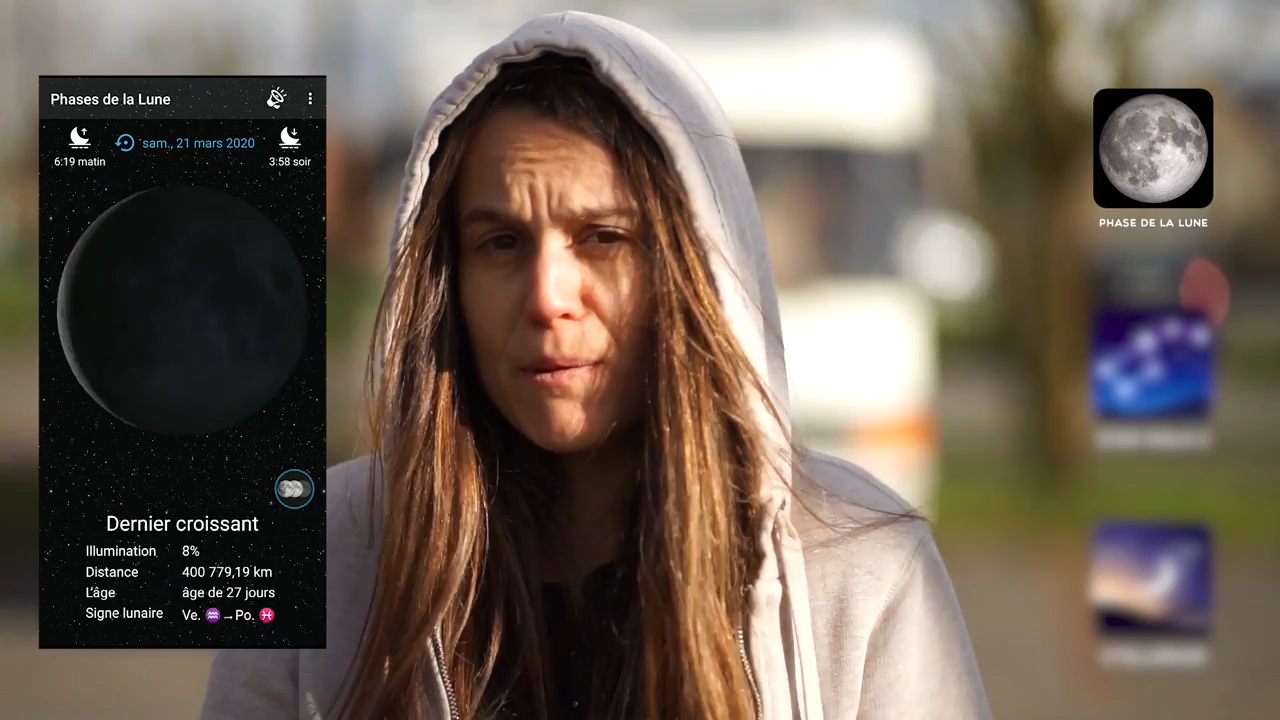 Phases de la Lune
sam., 21 mars 2020
6:19 matin
3:58 soir
Dernier croissant
Illumination 8%
Distance 400 779,19 km
L'âge âge de 27 jours
Signe lunaire Ve. ♒ → Po. ♓
PHASE DE LA LUNE